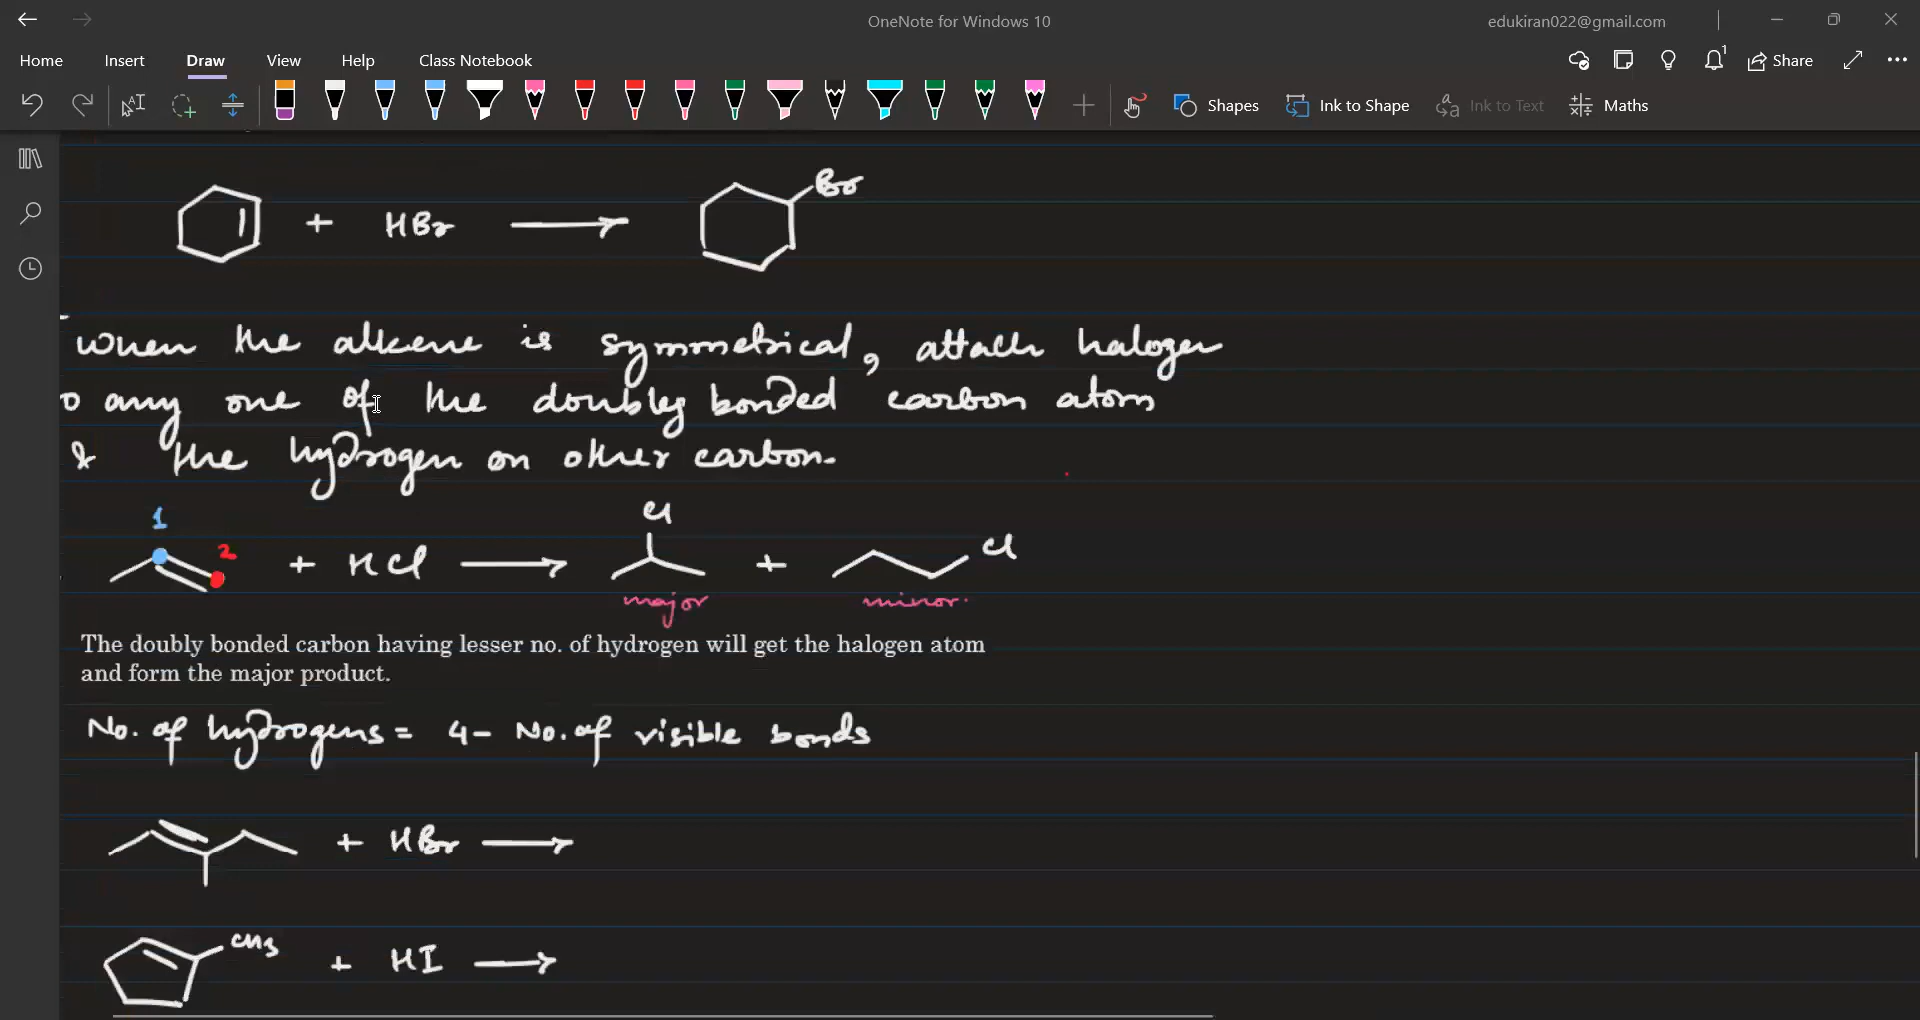 OneNote for Windows 10
edukiran022@gmail.com
Home Insert Draw View Help Class Notebook
1
Share
Shapes Ink to Shape Ink to Text Maths
+ HBr Br
when the alkene is symmetrical, attach halogen
o any one of the doubly bonded carbon atom
& the hydrogen on other carbon.
1 Cl
2 + HCl + Cl
major minor.
The doubly bonded carbon having lesser no. of hydrogen will get the halogen atom
and form the major product.
No. of hydrogens = 4 - No. of visible bonds
+ HBr
CH3 + HI